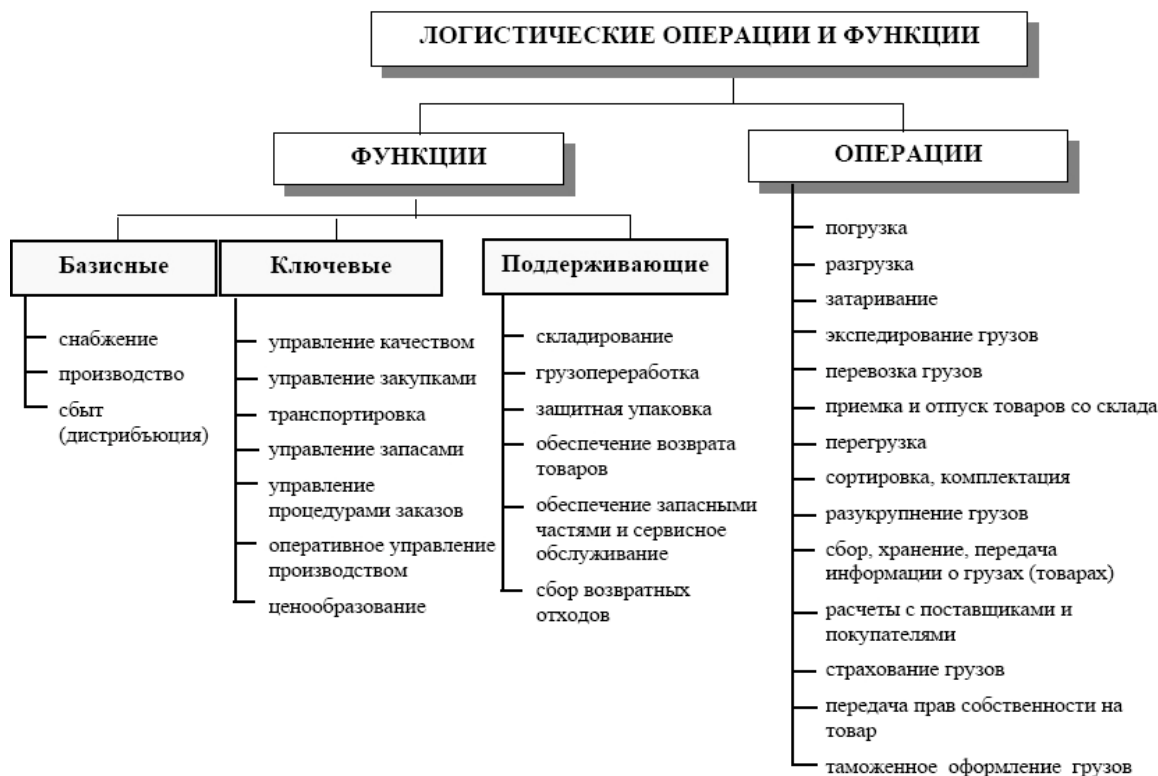 ЛОГИСТИЧЕСКИЕ ОПЕРАЦИИ И ФУНКЦИИ
ФУНКЦИИ
Базисные
снабжение
производство
сбыт
(дистрибъюция)
Ключевые
управление качеством
управление закупками
транспортировка
управление запасами
управление
процедурами заказов
оперативное управление
производством
ценообразование
Поддерживающие
складирование
грузопереработка
защитная упаковка
обеспечение возврата
товаров
обеспечение запасными
частями и сервисное
обслуживание
сбор возвратных
отходов
ОПЕРАЦИИ
погрузка
разгрузка
затаривание
экспедирование грузов
перевозка грузов
приемка и отпуск товаров со склада
перегрузка
сортировка, комплектация
разукрупнение грузов
сбор, хранение, передача
информации о грузах (товарах)
расчеты с поставщиками и
покупателями
страхование грузов
передача прав собственности на
товар
таможенное оформление грузов